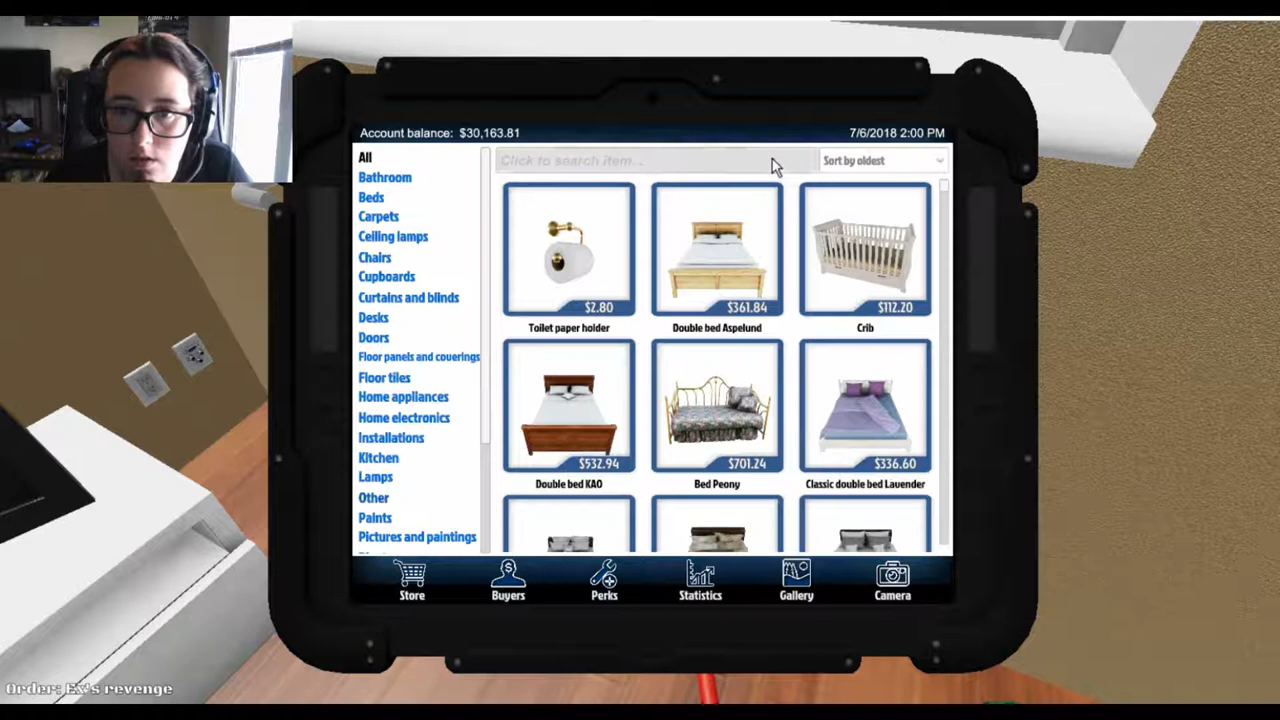 Account balance: $30,163.81
7/6/2018 2:00 PM
All
Bathroom
Beds
Carpets
Ceiling lamps
Chairs
Cupboards
Curtains and blinds
Desks
Doors
Floor panels and coverings
Floor tiles
Home appliances
Home electronics
Installations
Kitchen
Lamps
Other
Paints
Pictures and paintings
Click to search item...
Sort by oldest
$2.80
$361.84
$112.20
Toilet paper holder
Double bed Aspelund
Crib
$532.94
$701.24
$336.60
Double bed KAO
Bed Peony
Classic double bed Lavender
Store
Buyers
Perks
Statistics
Gallery
Camera
Order: Ex's revenge